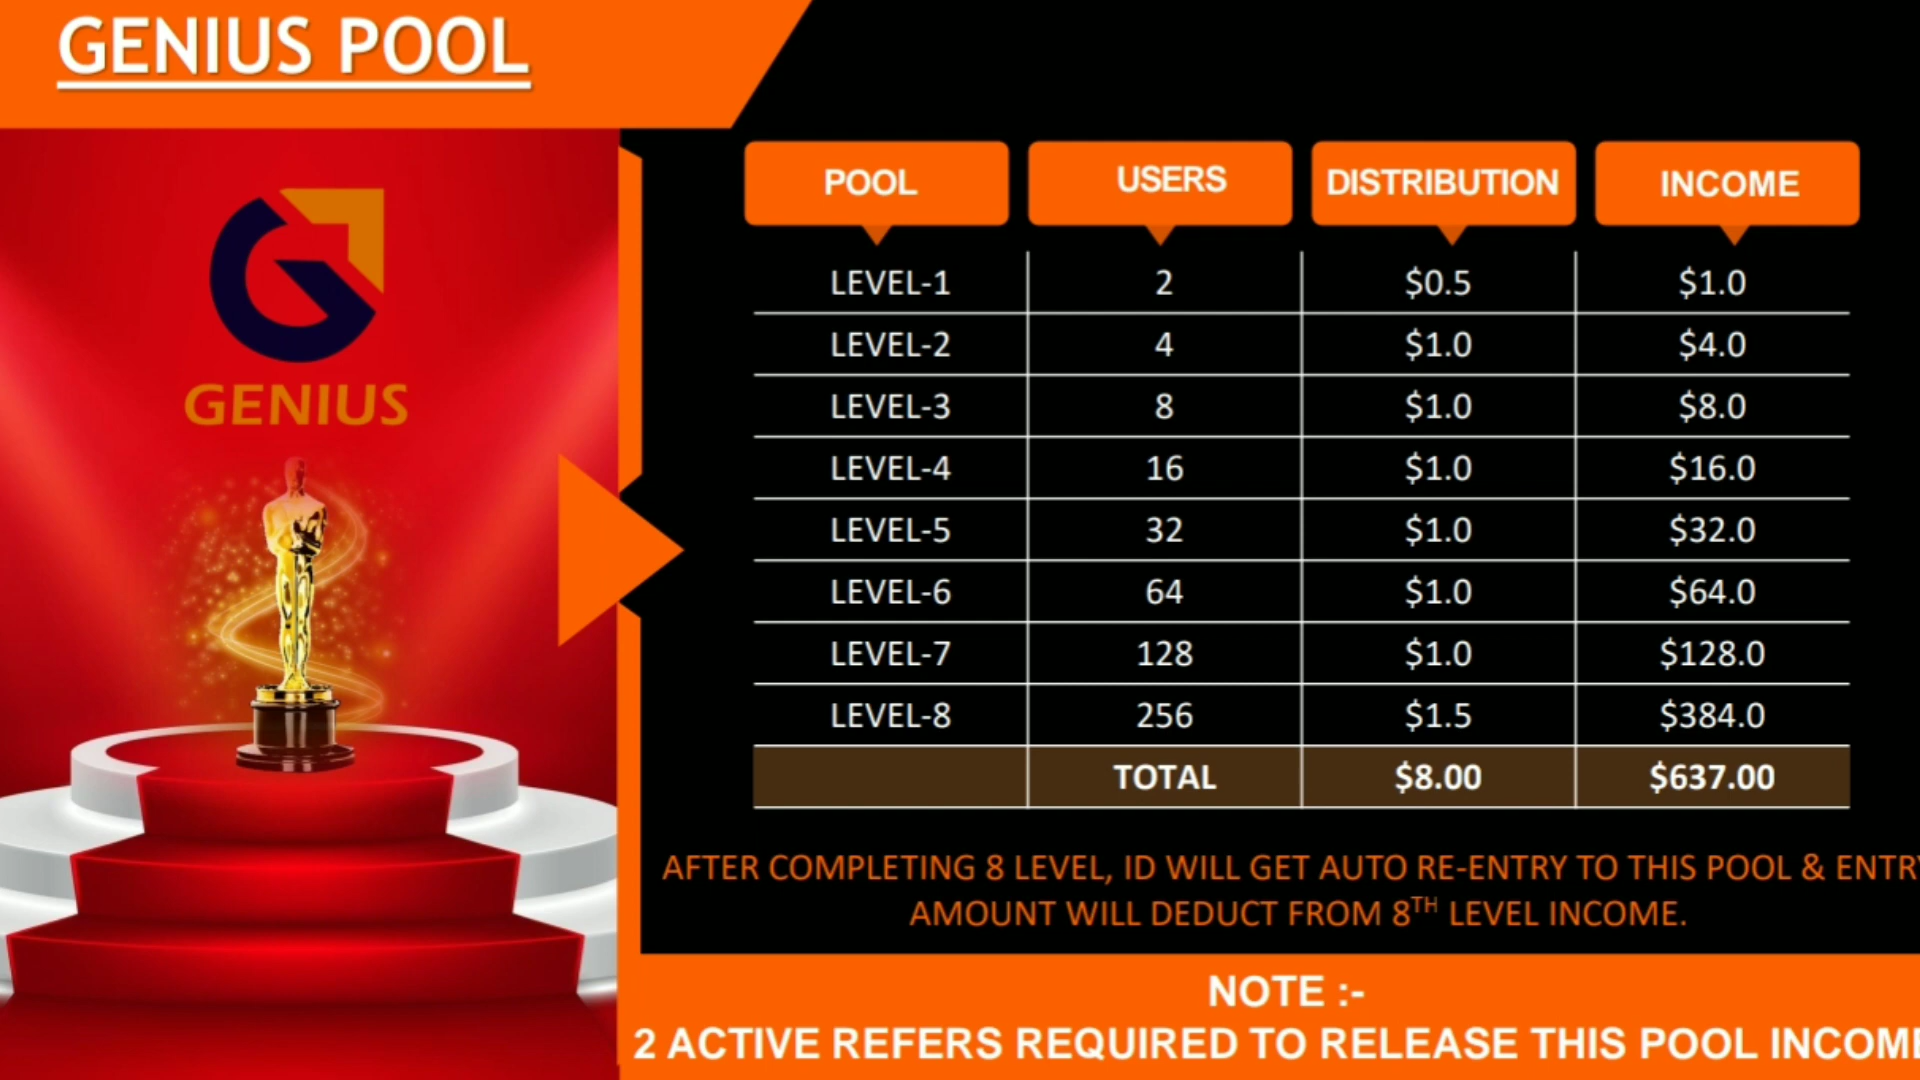 GENIUS POOL
GENIUS
POOL USERS DISTRIBUTION INCOME
LEVEL-1 2 $0.5 $1.0
LEVEL-2 4 $1.0 $4.0
LEVEL-3 8 $1.0 $8.0
LEVEL-4 16 $1.0 $16.0
LEVEL-5 32 $1.0 $32.0
LEVEL-6 64 $1.0 $64.0
LEVEL-7 128 $1.0 $128.0
LEVEL-8 256 $1.5 $384.0
TOTAL $8.00 $637.00
AFTER COMPLETING 8 LEVEL, ID WILL GET AUTO RE-ENTRY TO THIS POOL & ENTRY
AMOUNT WILL DEDUCT FROM 8TH LEVEL INCOME.
NOTE :-
2 ACTIVE REFERS REQUIRED TO RELEASE THIS POOL INCOME